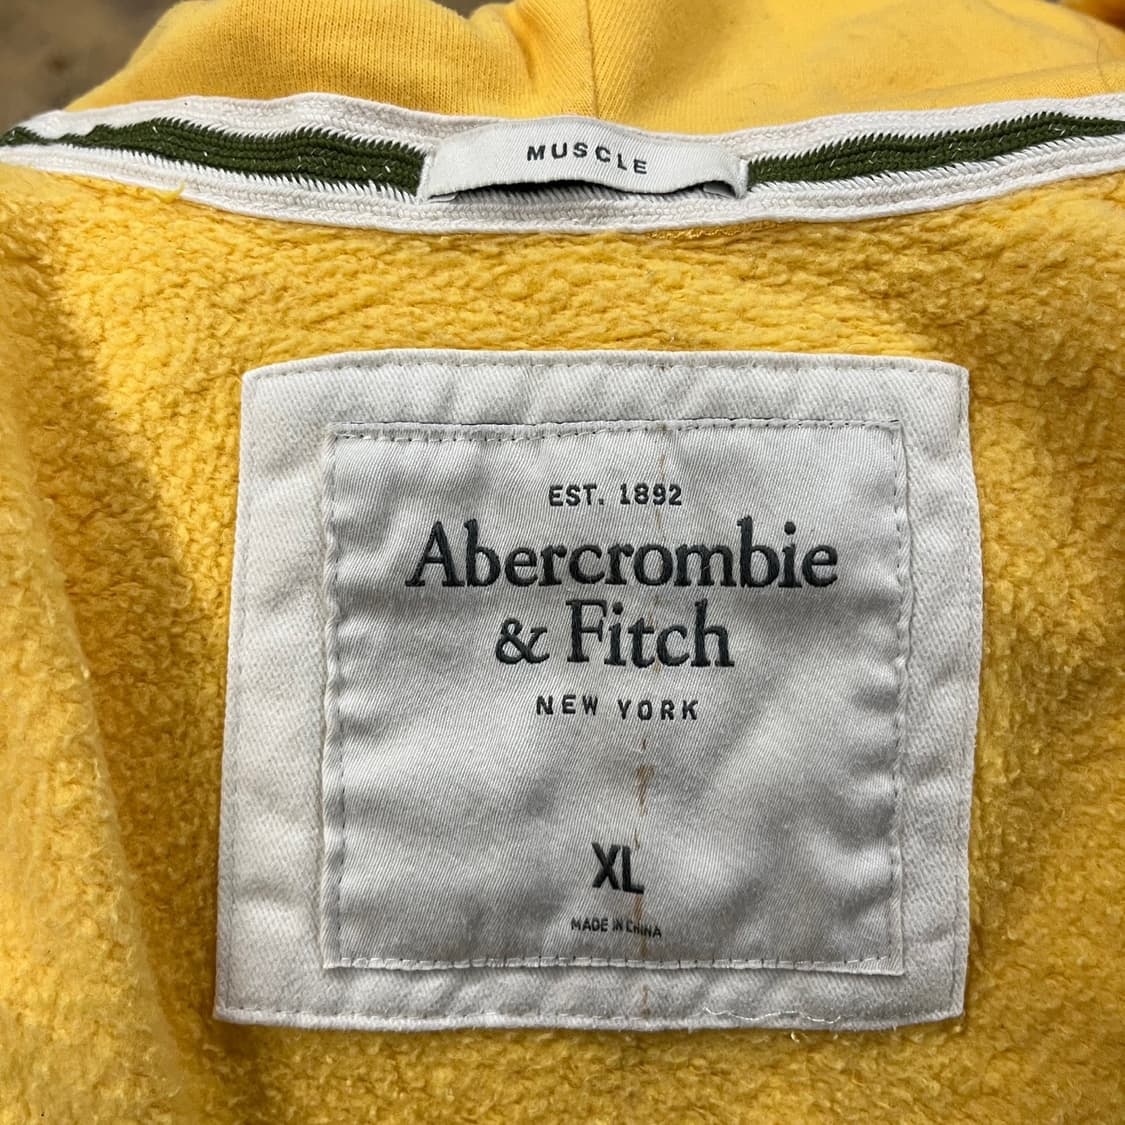 MUSCLE
EST. 1892
Abercrombie
& Fitch
NEW YORK
XL
MADE IN CHINA